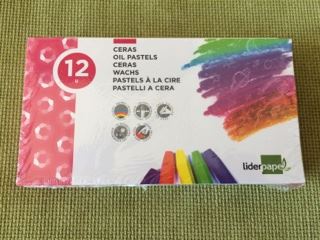 12
u
CERAS
OIL PASTELS
CERAS
WACHS
PASTELS À LA CIRE
PASTELLI A CERA
liderpapel